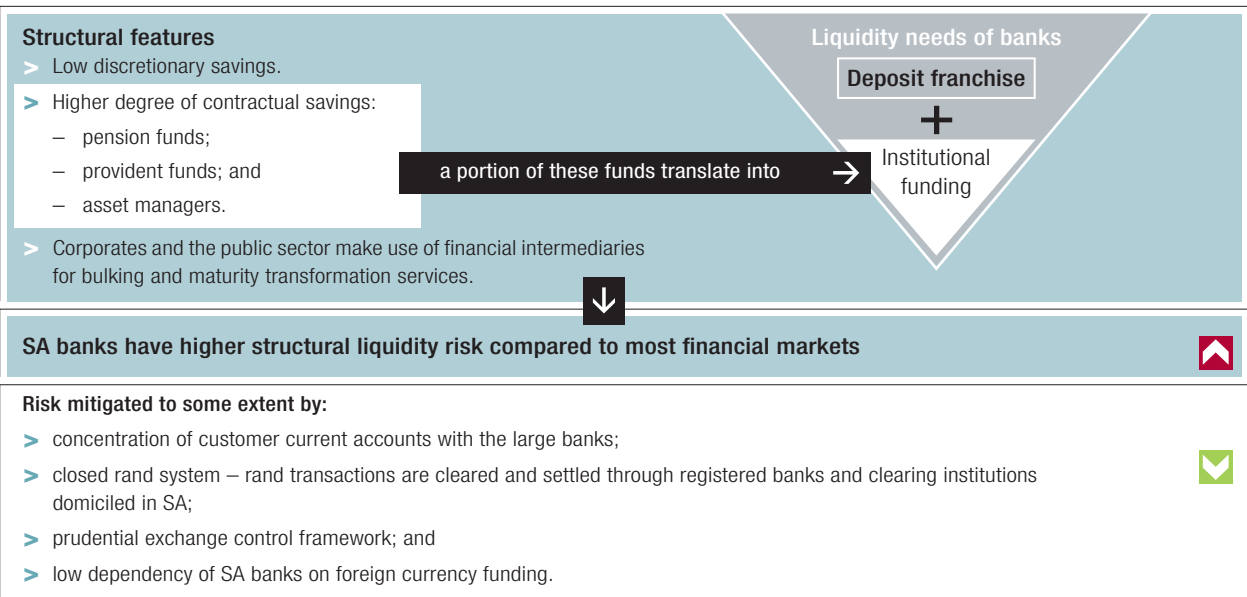 Structural features
> Low discretionary savings.
> Higher degree of contractual savings:
– pension funds;
– provident funds; and
– asset managers.
> Corporates and the public sector make use of financial intermediaries
for bulking and maturity transformation services.
a portion of these funds translate into →
Liquidity needs of banks
Deposit franchise
+
Institutional
funding
↓
SA banks have higher structural liquidity risk compared to most financial markets
Risk mitigated to some extent by:
> concentration of customer current accounts with the large banks;
> closed rand system – rand transactions are cleared and settled through registered banks and clearing institutions
domiciled in SA;
> prudential exchange control framework; and
> low dependency of SA banks on foreign currency funding.